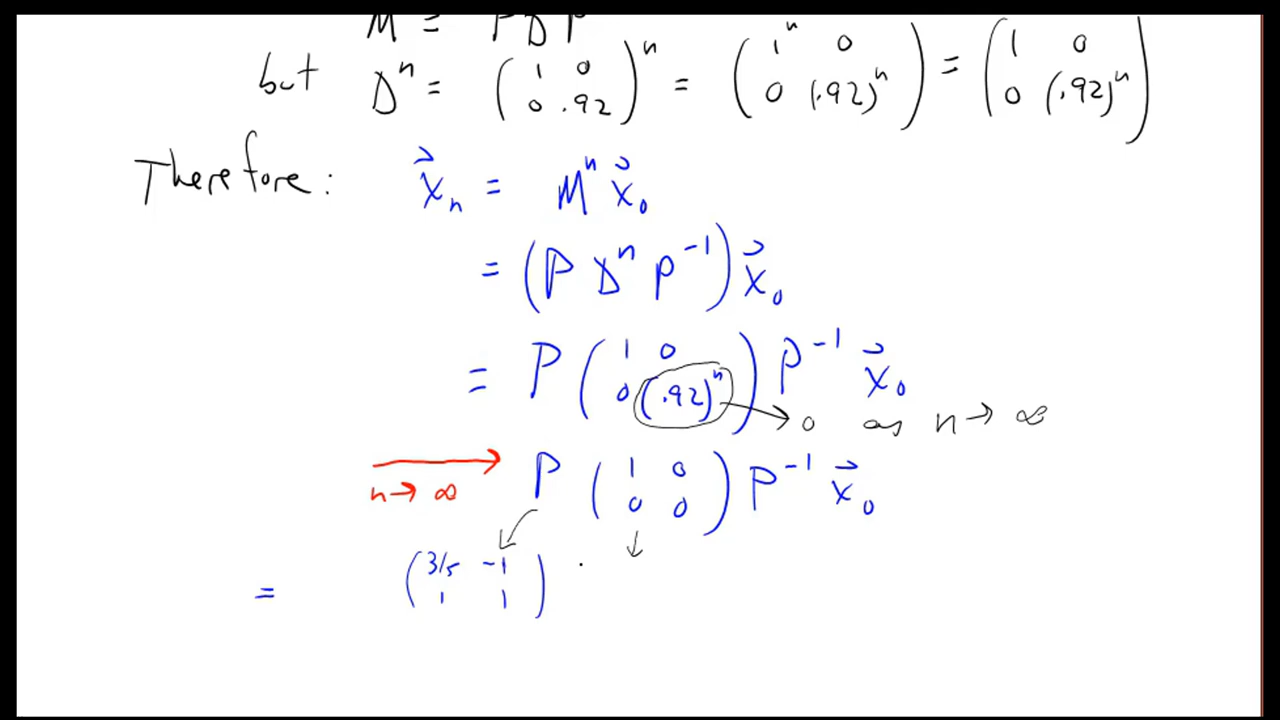 M = P D P
but Dⁿ = (1 0; 0 .92)ⁿ = (1ⁿ 0; 0 (.92)ⁿ) = (1 0; 0 (.92)ⁿ)
Therefore: x⃗ₙ = Mⁿ x⃗₀
= (P Dⁿ P⁻¹) x⃗₀
= P (1 0; 0 (.92)ⁿ) P⁻¹ x⃗₀
→ 0 as n → ∞
→ P (1 0; 0 0) P⁻¹ x⃗₀
n → ∞
= (3/5 -1; 1 1) ·